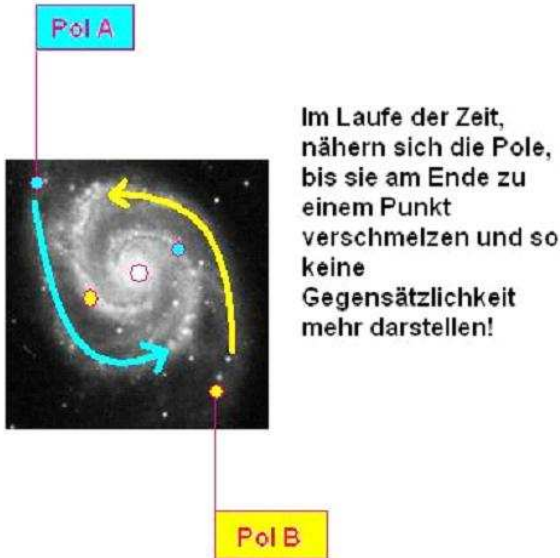 Pol A
Im Laufe der Zeit,
nähern sich die Pole,
bis sie am Ende zu
einem Punkt
verschmelzen und so
keine
Gegensätzlichkeit
mehr darstellen!
Pol B